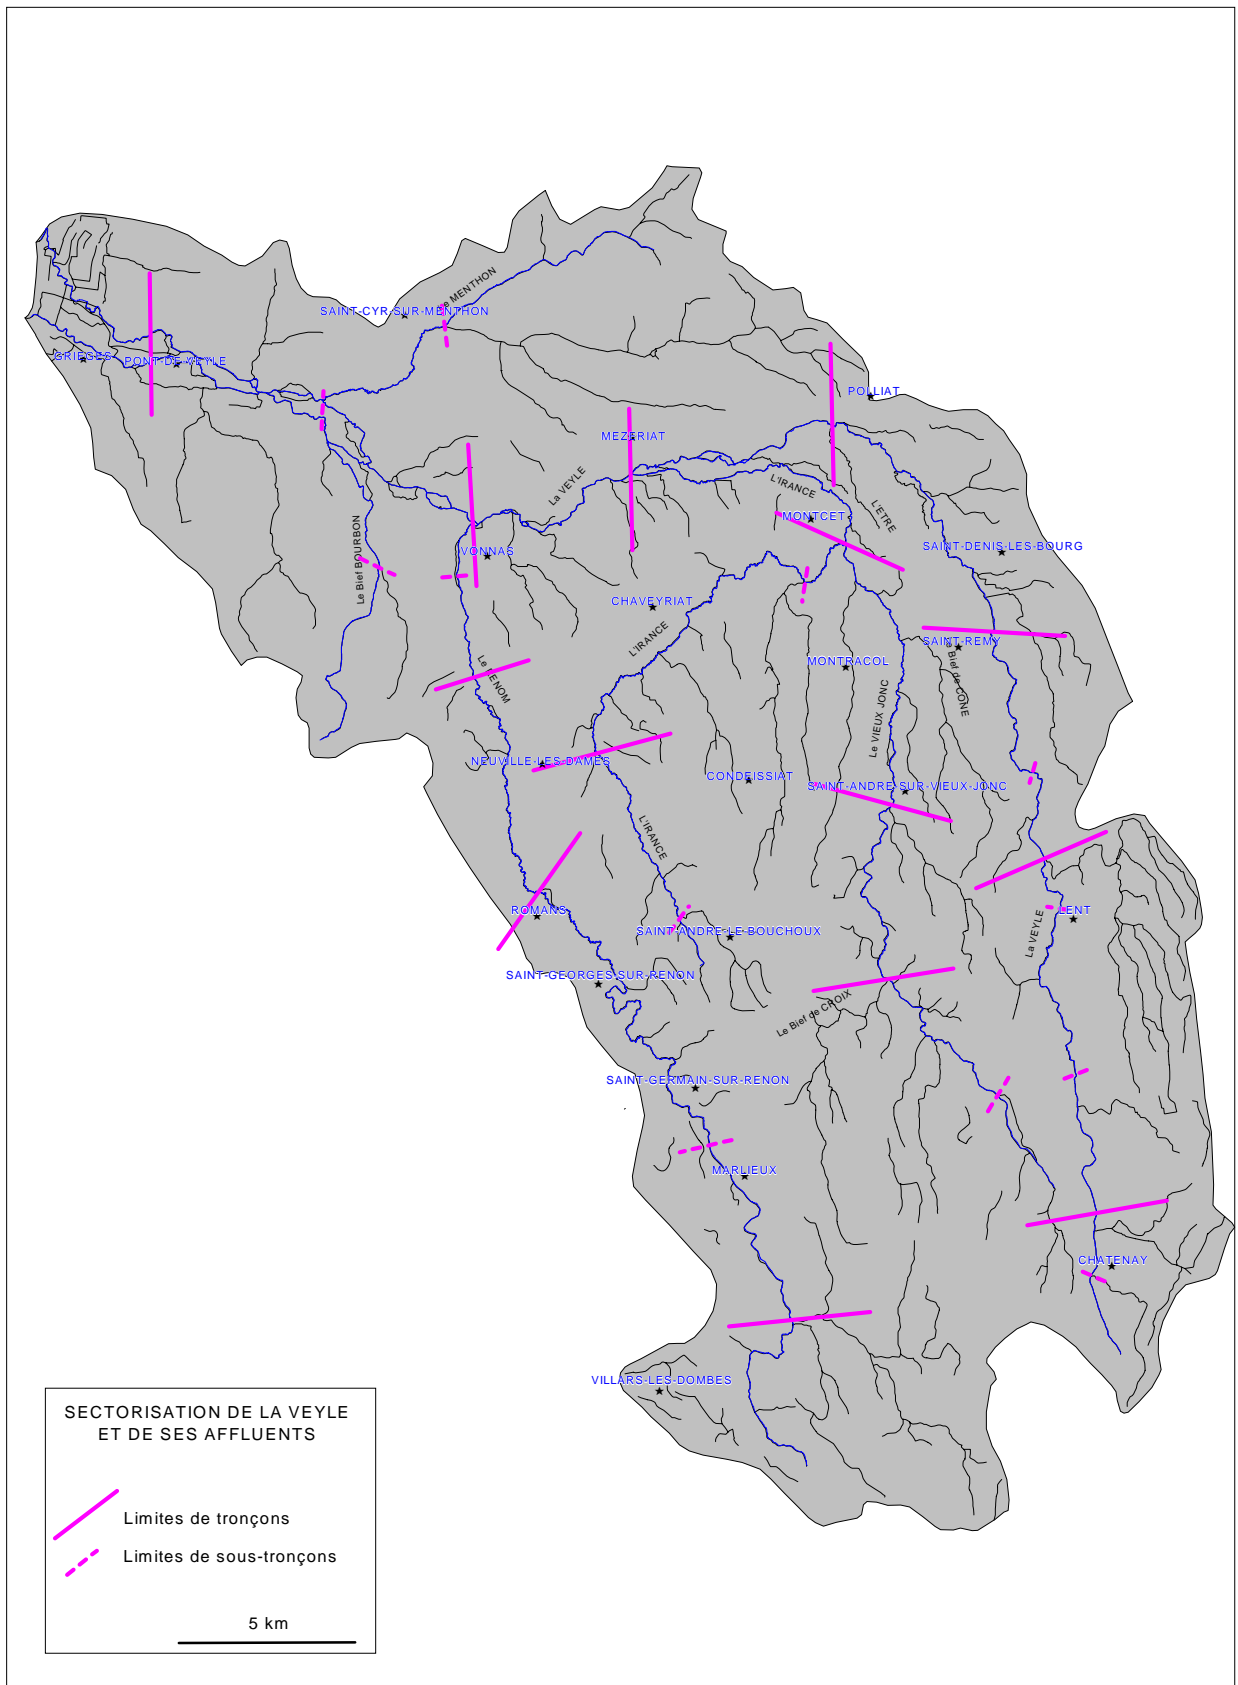 Le MENTHON
SAINT-CYR-SUR-MENTHON
GRIEGES
PONT-DE-VEYLE
POLLIAT
MEZERIAT
La VEYLE
L'IRANCE
L'ETRE
MONTCET
SAINT-DENIS-LES-BOURG
VONNAS
Le Bief BOURBON
CHAVEYRIAT
L'IRANCE
SAINT-REMY
Le Bief de CONE
MONTRACOL
Le RENOM
Le VIEUX JONC
NEUVILLE-LES-DAMES
CONDEISSIAT
SAINT-ANDRE-SUR-VIEUX-JONC
L'IRANCE
ROMANS
LENT
La VEYLE
SAINT-ANDRE-LE-BOUCHOUX
SAINT-GEORGES-SUR-RENON
Le Bief de CROIX
SAINT-GERMAIN-SUR-RENON
MARLIEUX
CHATENAY
VILLARS-LES-DOMBES
SECTORISATION DE LA VEYLE
ET DE SES AFFLUENTS
Limites de tronçons
Limites de sous-tronçons
5 km